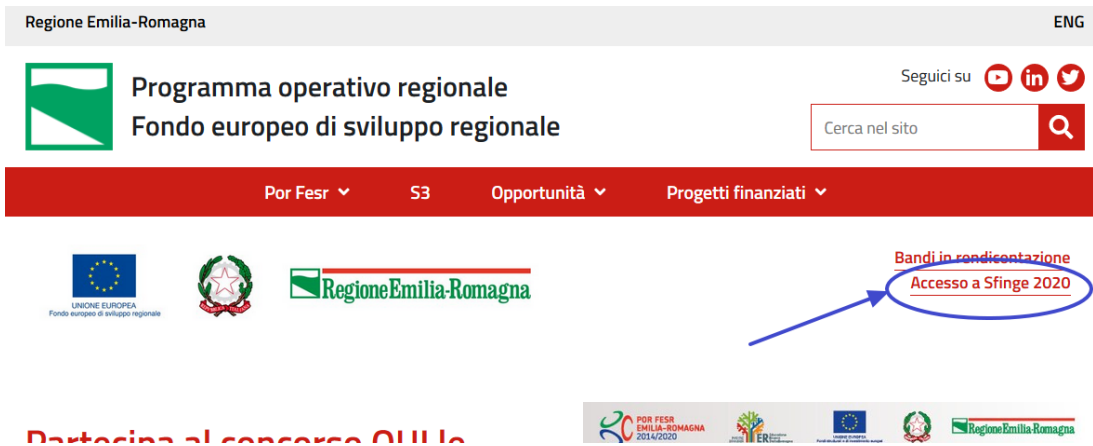 Regione Emilia-Romagna
ENG
Programma operativo regionale
Fondo europeo di sviluppo regionale
Seguici su
Cerca nel sito
Por Fesr
S3
Opportunità
Progetti finanziati
UNIONE EUROPEA
Fondo europeo di sviluppo regionale
RegioneEmilia-Romagna
Bandi in rendicontazione
Accesso a Sfinge 2020
POR FESR
EMILIA-ROMAGNA
2014/2020
ER
RegioneEmilia-Romagna